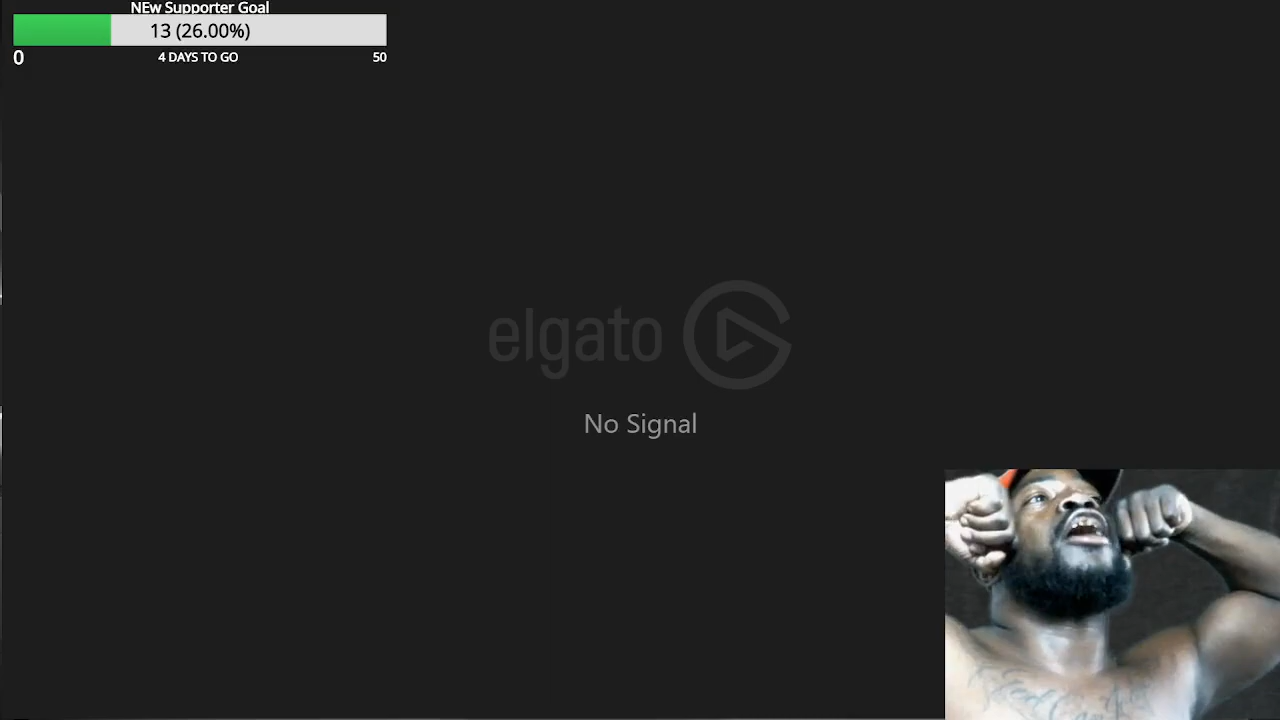 NEw Supporter Goal
13 (26.00%)
0 4 DAYS TO GO 50
elgato
No Signal